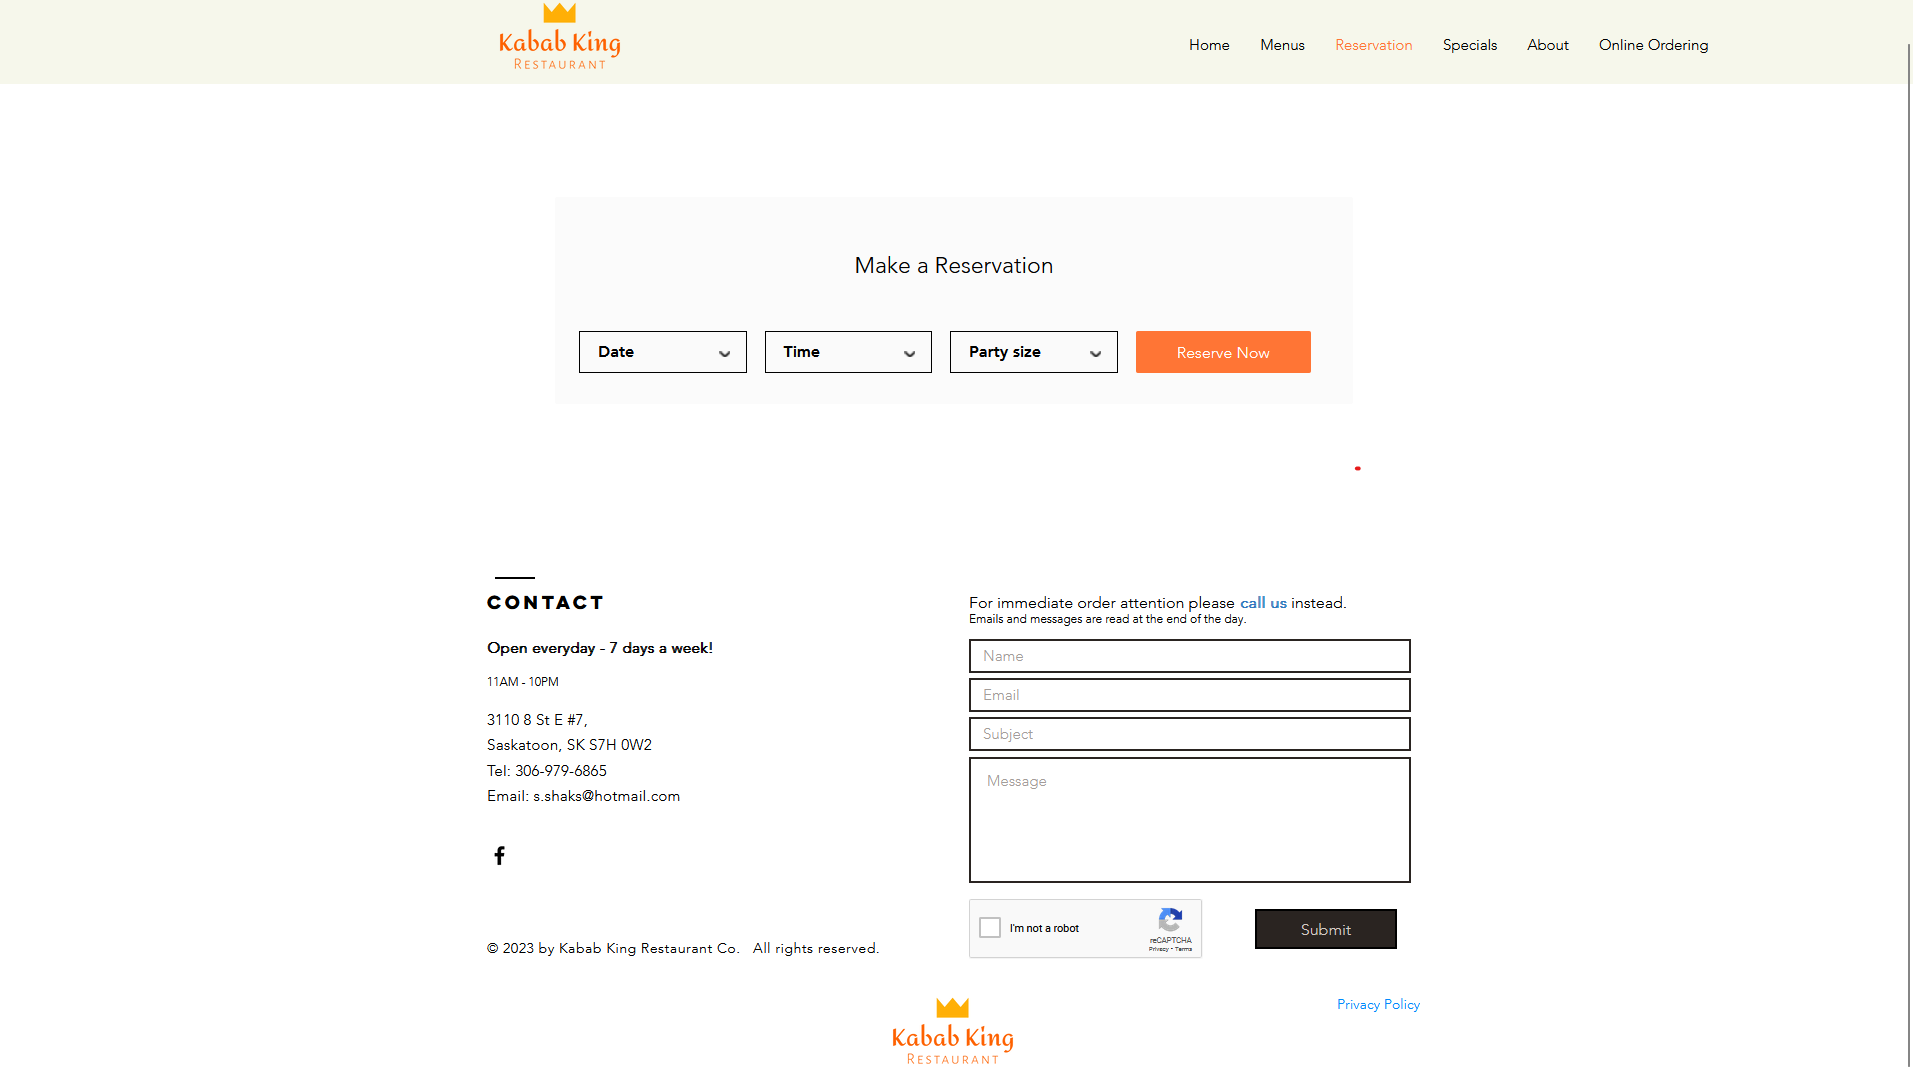 Kabab King
RESTAURANT
Home
Menus
Reservation
Specials
About
Online Ordering
Make a Reservation
Date
Time
Party size
Reserve Now
CONTACT
Open everyday - 7 days a week!
11AM - 10PM
3110 8 St E #7,
Saskatoon, SK S7H 0W2
Tel: 306-979-6865
Email: s.shaks@hotmail.com
© 2023 by Kabab King Restaurant Co.   All rights reserved.
For immediate order attention please call us instead.
Emails and messages are read at the end of the day.
Name
Email
Subject
Message
I'm not a robot
reCAPTCHA
Privacy - Terms
Submit
Privacy Policy
Kabab King
RESTAURANT